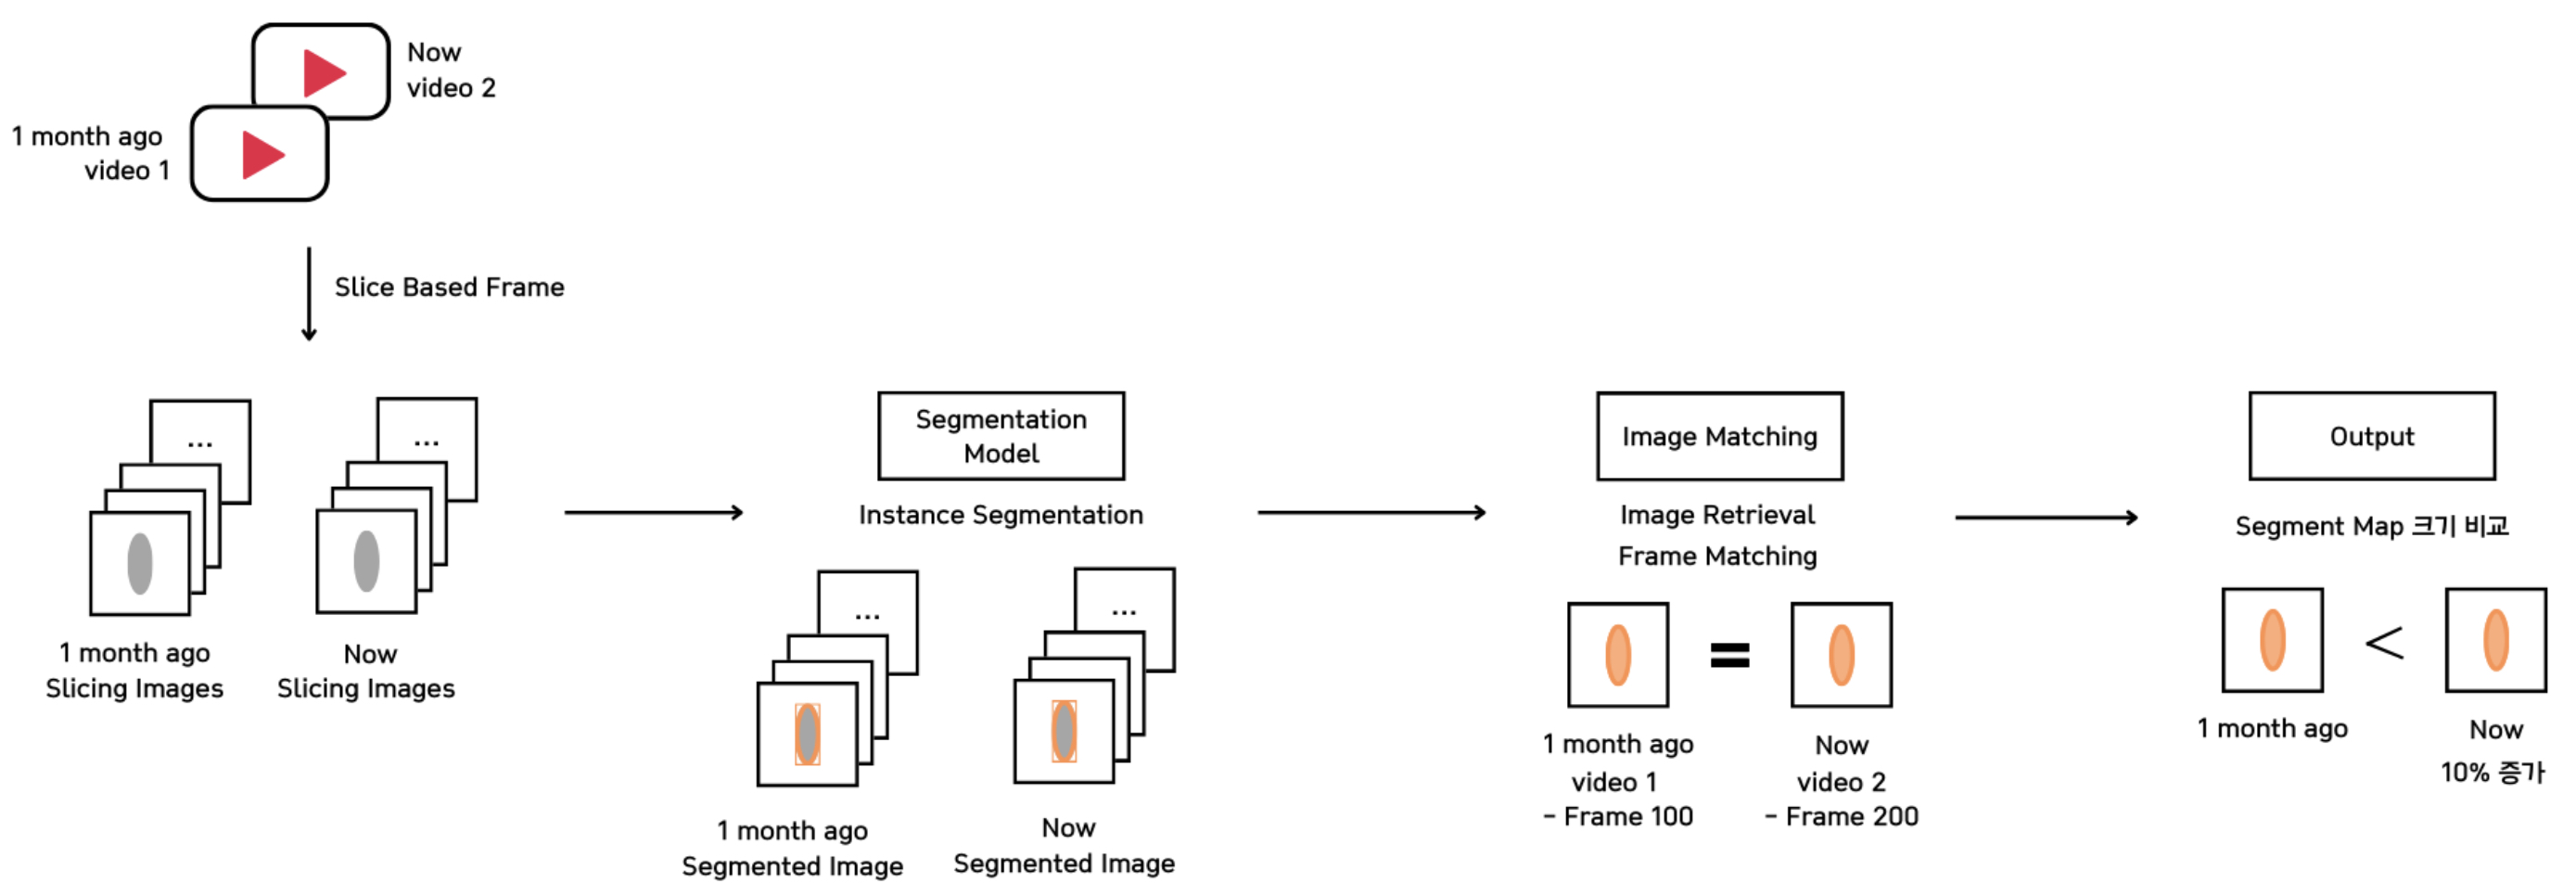 Now
video 2
1 month ago
video 1
Slice Based Frame
...
...
1 month ago
Slicing Images
Now
Slicing Images
Segmentation
Model
Instance Segmentation
...
...
1 month ago
Segmented Image
Now
Segmented Image
Image Matching
Image Retrieval
Frame Matching
=
1 month ago
video 1
- Frame 100
Now
video 2
- Frame 200
Output
Segment Map 크기 비교
<
1 month ago
Now
10% 증가